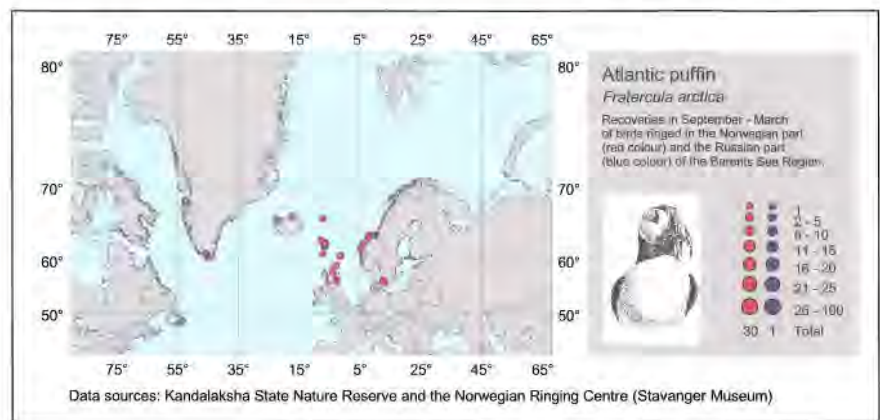 75° 55° 35° 15° 5° 25° 45° 65°
80° 80°
70° 70°
60° 60°
50° 50°
75° 55° 35° 15° 5° 25° 45° 65°
Atlantic puffin
Fratercula arctica
Recoveries in September - March
of birds ringed in the Norwegian part
(red colour) and the Russian part
(blue colour) of the Barents Sea Region.
1
2 - 5
6 - 10
11 - 15
16 - 20
21 - 25
26 - 100
30 1 Total
Data sources: Kandalaksha State Nature Reserve and the Norwegian Ringing Centre (Stavanger Museum)